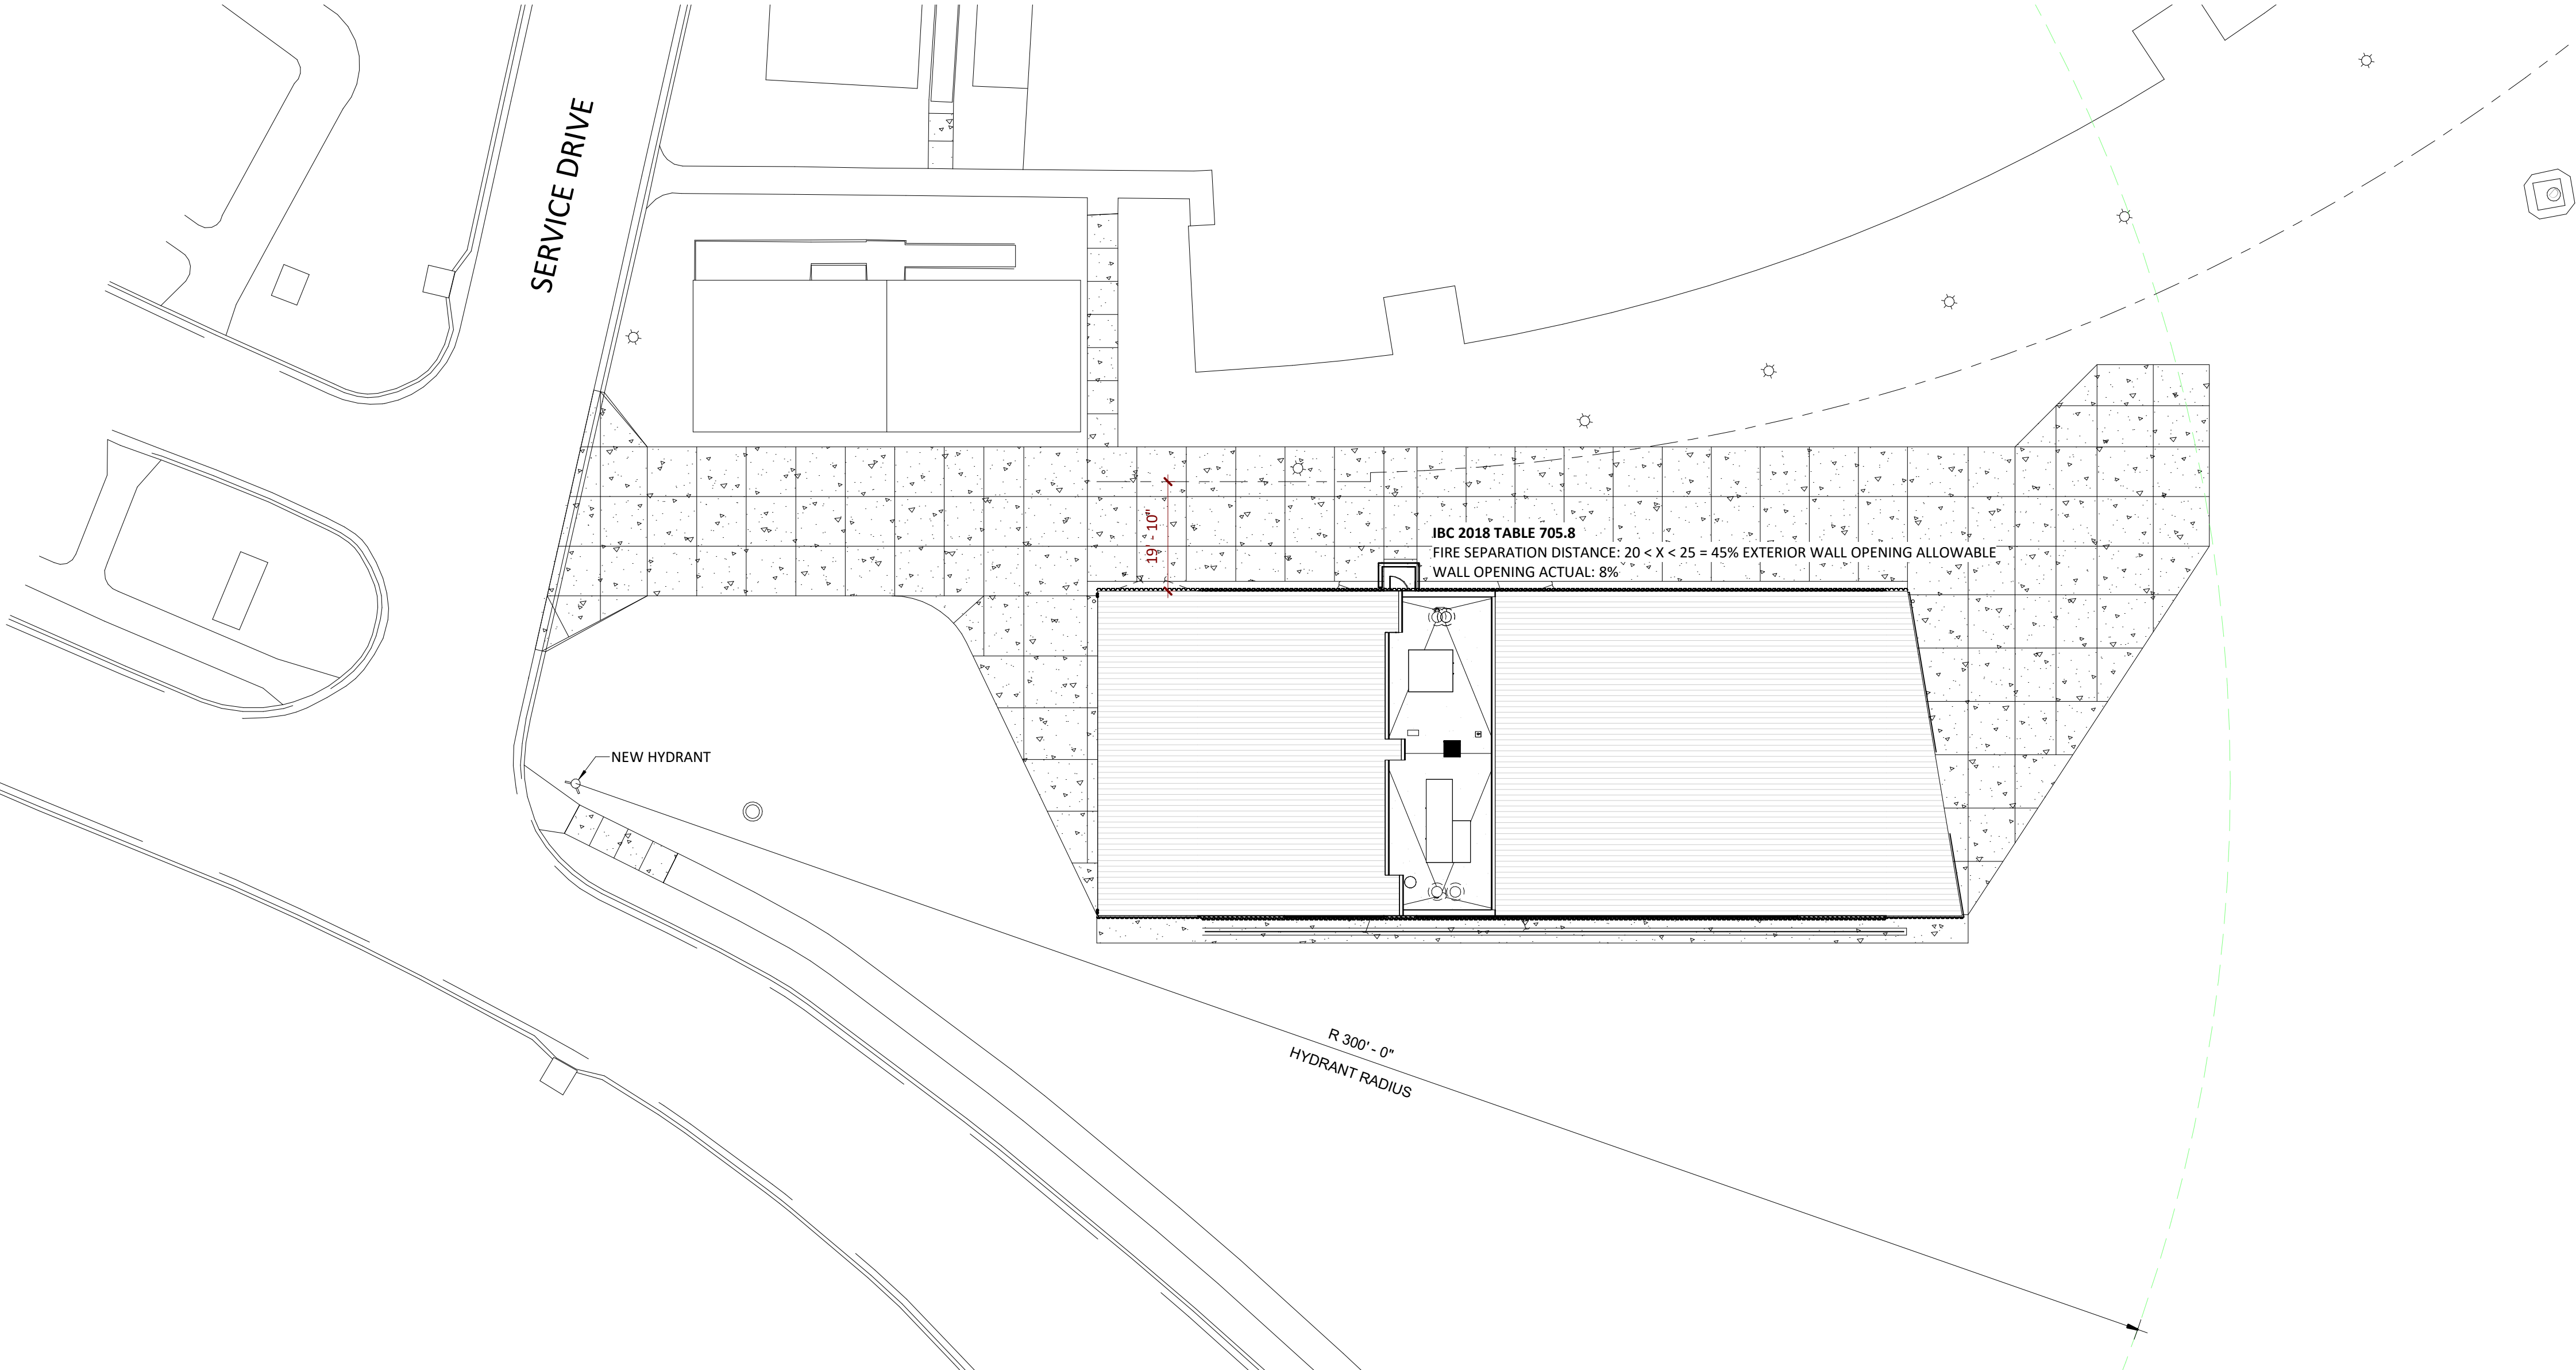 SERVICE DRIVE
19' - 10"
IBC 2018 TABLE 705.8
FIRE SEPARATION DISTANCE: 20 < X < 25 = 45% EXTERIOR WALL OPENING ALLOWABLE
WALL OPENING ACTUAL: 8%
NEW HYDRANT
R 300' - 0"
HYDRANT RADIUS